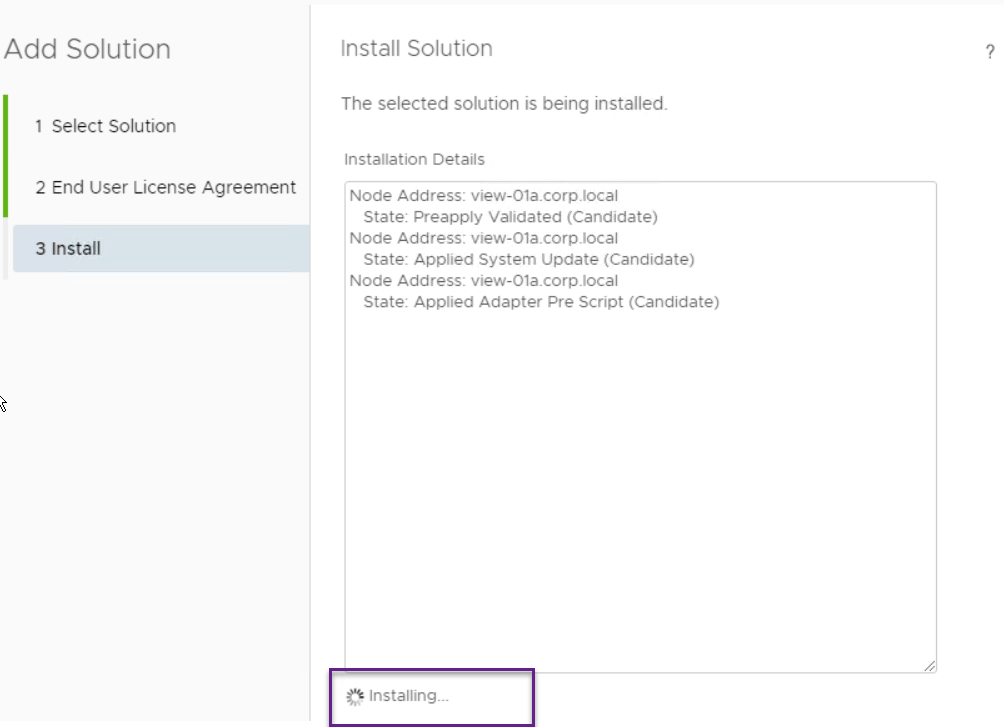 Add Solution
1 Select Solution
2 End User License Agreement
3 Install
Install Solution
?
The selected solution is being installed.
Installation Details
Node Address: view-01a.corp.local
State: Preapply Validated (Candidate)
Node Address: view-01a.corp.local
State: Applied System Update (Candidate)
Node Address: view-01a.corp.local
State: Applied Adapter Pre Script (Candidate)
Installing...